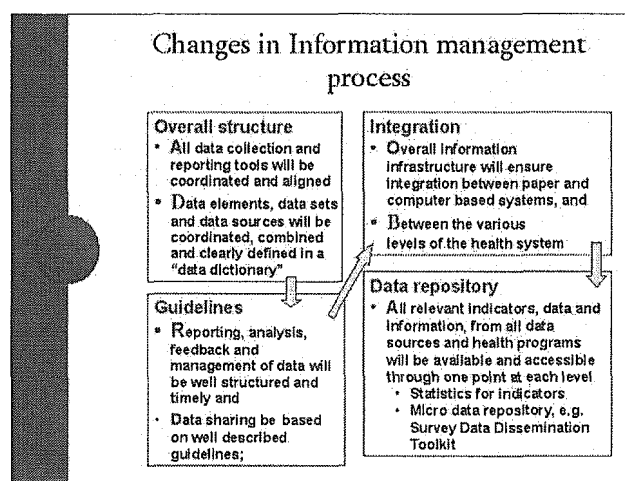 Changes in Information management
process
Overall structure
• All data collection and
reporting tools will be
coordinated and aligned
• Data elements, data sets
and data sources will be
coordinated, combined
and clearly defined in a
"data dictionary"
Guidelines
• Reporting, analysis,
feedback and
management of data will
be well structured and
timely and
• Data sharing be based
on well described
guidelines;
Integration
• Overall Information
infrastructure will ensure
integration between paper and
computer based systems, and
• Between the various
levels of the health system
Data repository
• All relevant indicators, data and
information, from all data
sources and health programs
will be available and accessible
through one point at each level
• Statistics for indicators
• Micro data repository, e.g.
Survey Data Dissemination
Toolkit